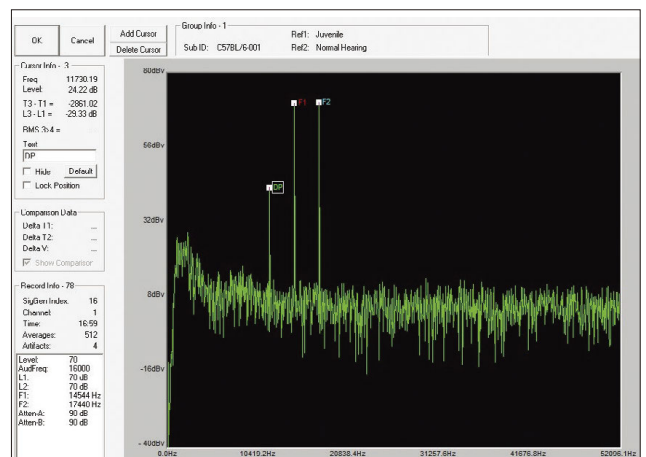 OK
Cancel
Add Cursor
Delete Cursor
Group Info - 1
Ref1: Juvenile
Sub ID: C57BL/6-001 Ref2: Normal Hearing
Cursor Info - 3
Freq 11730.19
Level: 24.22 dB
T3 - T1 = -2861.02
L3 - L1 = -29.33 dB
RMS 3>4 =
Text
DP
Hide Default
Lock Position
Comparison Data
Delta T1: ...
Delta T2: ...
Delta V: ...
Show Comparison
Record Info - 78
SigGen Index: 16
Channel: 1
Time: 16:59
Averages: 512
Artifacts: 4
Level: 70
AudFreq: 16000
L1: 70 dB
L2: 70 dB
F1: 14544 Hz
F2: 17440 Hz
Atten-A: 90 dB
Atten-B: 90 dB
80dBv
56dBv
32dBv
8dBv
-16dBv
-40dBv
F1
F2
DP
0.0Hz 10419.2Hz 20838.4Hz 31257.6Hz 41676.8Hz 52096.1Hz